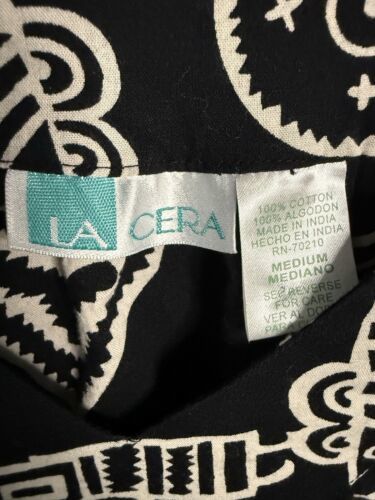 LA CERA
100% COTTON
100% ALGODON
MADE IN INDIA
HECHO EN INDIA
RN-70210
MEDIUM
MEDIANO
SEE REVERSE
FOR CARE
VER AL
PARA